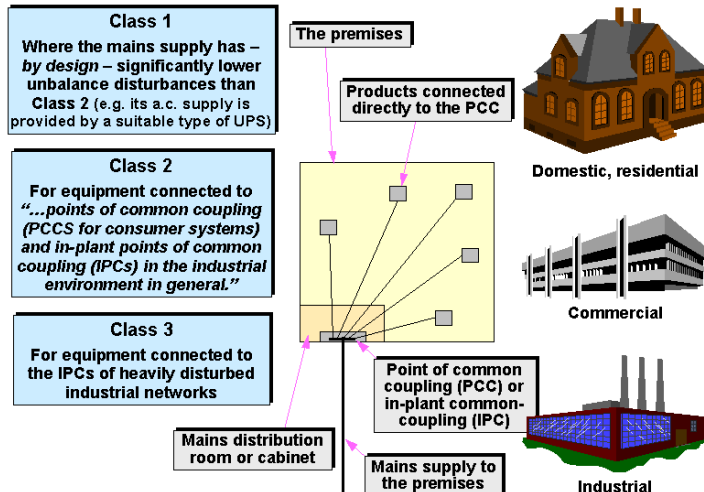 Class 1
Where the mains supply has –
by design – significantly lower
unbalance disturbances than
Class 2 (e.g. its a.c. supply is
provided by a suitable type of UPS)
Class 2
For equipment connected to
“...points of common coupling
(PCCS for consumer systems)
and in-plant points of common
coupling (IPCs) in the industrial
environment in general.”
Class 3
For equipment connected to
the IPCs of heavily disturbed
industrial networks
The premises
Products connected
directly to the PCC
Mains distribution
room or cabinet
Point of common
coupling (PCC) or
in-plant common-
coupling (IPC)
Mains supply to
the premises
Domestic, residential
Commercial
Industrial